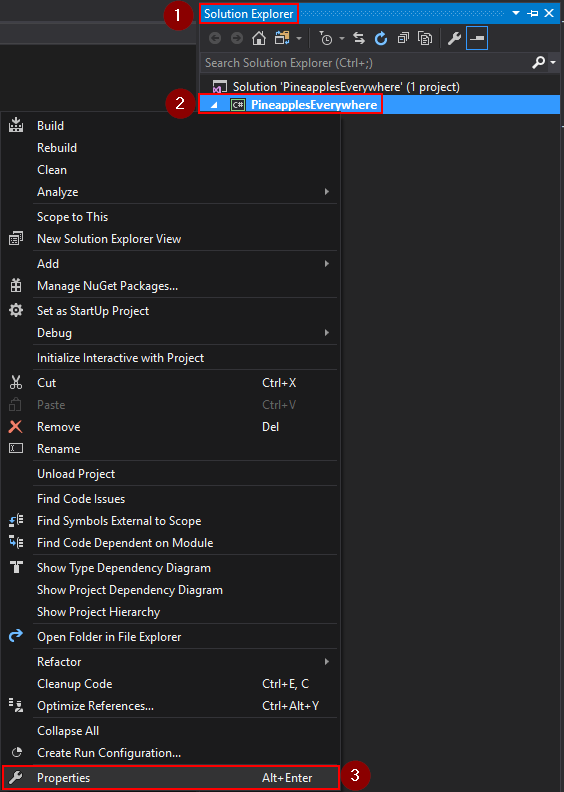 1 Solution Explorer
Search Solution Explorer (Ctrl+;)
Solution 'PineapplesEverywhere' (1 project)
2 C# PineapplesEverywhere
Build
Rebuild
Clean
Analyze
Scope to This
New Solution Explorer View
Add
Manage NuGet Packages...
Set as StartUp Project
Debug
Initialize Interactive with Project
Cut Ctrl+X
Paste Ctrl+V
Remove Del
Rename
Unload Project
Find Code Issues
Find Symbols External to Scope
Find Code Dependent on Module
Show Type Dependency Diagram
Show Project Dependency Diagram
Show Project Hierarchy
Open Folder in File Explorer
Refactor
Cleanup Code Ctrl+E, C
Optimize References... Ctrl+Alt+Y
Collapse All
Create Run Configuration...
Properties Alt+Enter 3